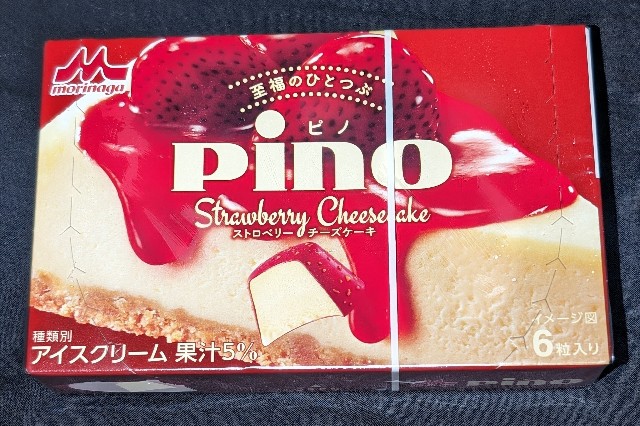 morinaga
至福のひとつぶ
ピノ
pino
Strawberry Cheesecake
ストロベリー チーズケーキ
イメージ図
6粒入り
種類別
アイスクリーム 果汁5%
pino